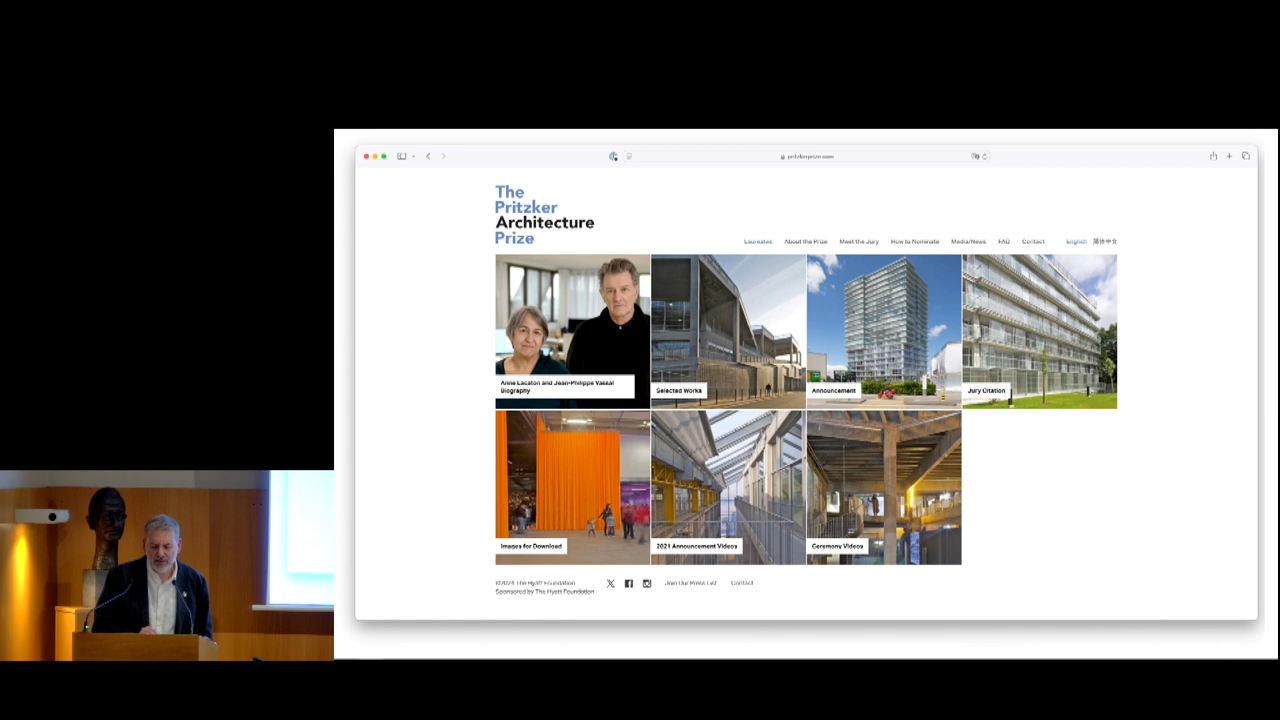 pritzkerprize.com
The
Pritzker
Architecture
Prize
Laureates About the Prize Meet the Jury How to Nominate Media/News FAQ Contact English 简体中文
Anne Lacaton and Jean-Philippe Vassal
Biography
Selected Works
Announcement
Jury Citation
Images for Download
2021 Announcement Videos
Ceremony Videos
©2024 The Hyatt Foundation
Sponsored by The Hyatt Foundation
Join Our Press List Contact